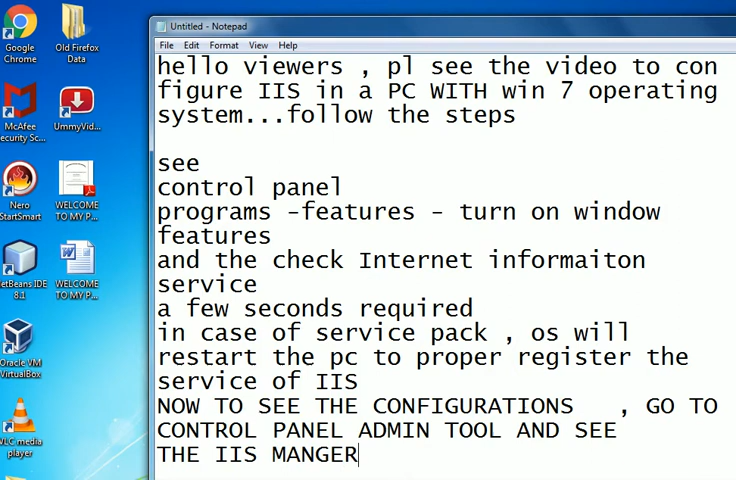 Untitled - Notepad
File Edit Format View Help
hello viewers , pl see the video to con
figure IIS in a PC WITH win 7 operating
system...follow the steps
see
control panel
programs -features - turn on window
features
and the check Internet informaiton
service
a few seconds required
in case of service pack , os will
restart the pc to proper register the
service of IIS
NOW TO SEE THE CONFIGURATIONS , GO TO
CONTROL PANEL ADMIN TOOL AND SEE
THE IIS MANGER
Google
Chrome
Old Firefox
Data
McAfee
Security Sc...
UmmyVid...
Nero
StartSmart
WELCOME
TO MY P...
NetBeans IDE
8.1
WELCOME
TO MY P...
Oracle VM
VirtualBox
VLC media
player